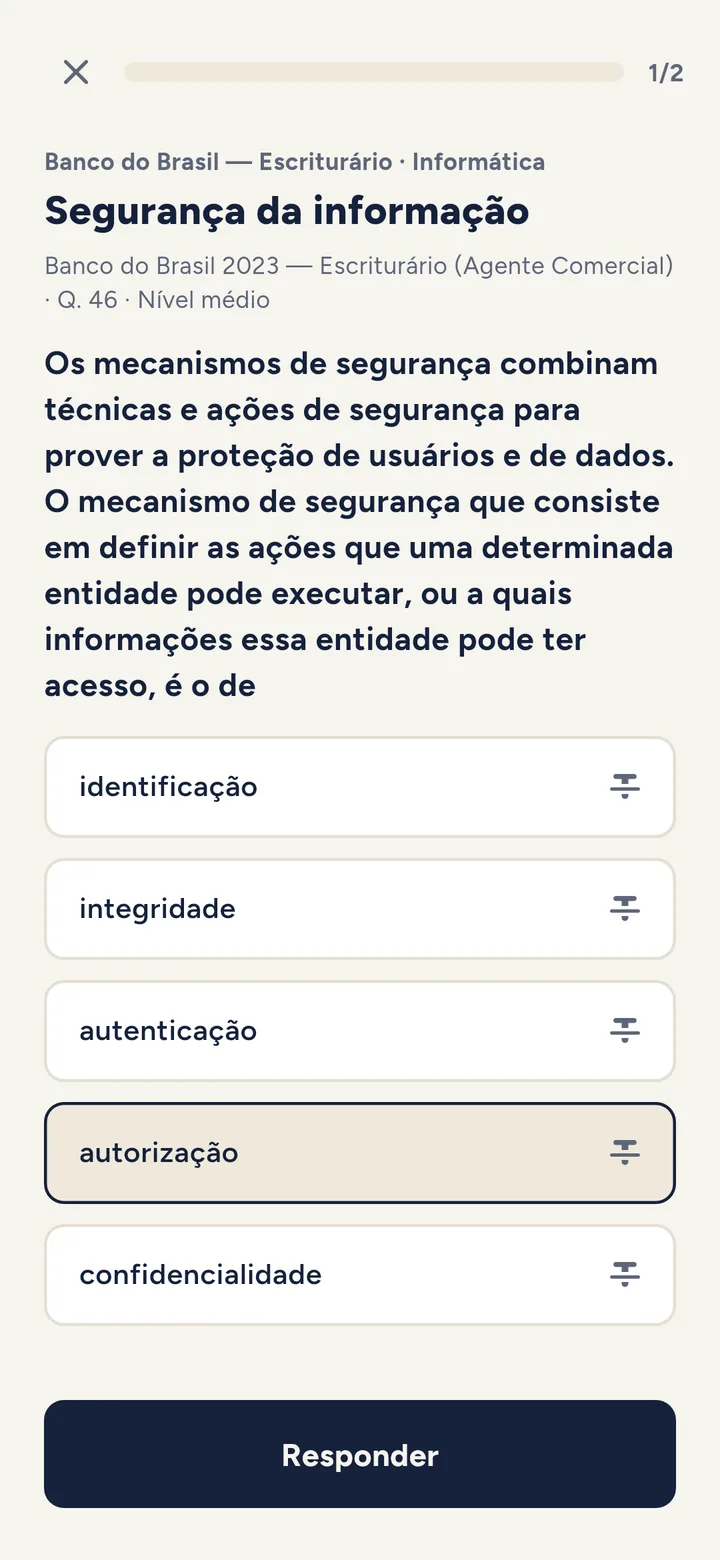 1/2
Banco do Brasil — Escriturário · Informática
Segurança da informação
Banco do Brasil 2023 — Escriturário (Agente Comercial)
· Q. 46 · Nível médio
Os mecanismos de segurança combinam
técnicas e ações de segurança para
prover a proteção de usuários e de dados.
O mecanismo de segurança que consiste
em definir as ações que uma determinada
entidade pode executar, ou a quais
informações essa entidade pode ter
acesso, é o de
identificação
integridade
autenticação
autorização
confidencialidade
Responder